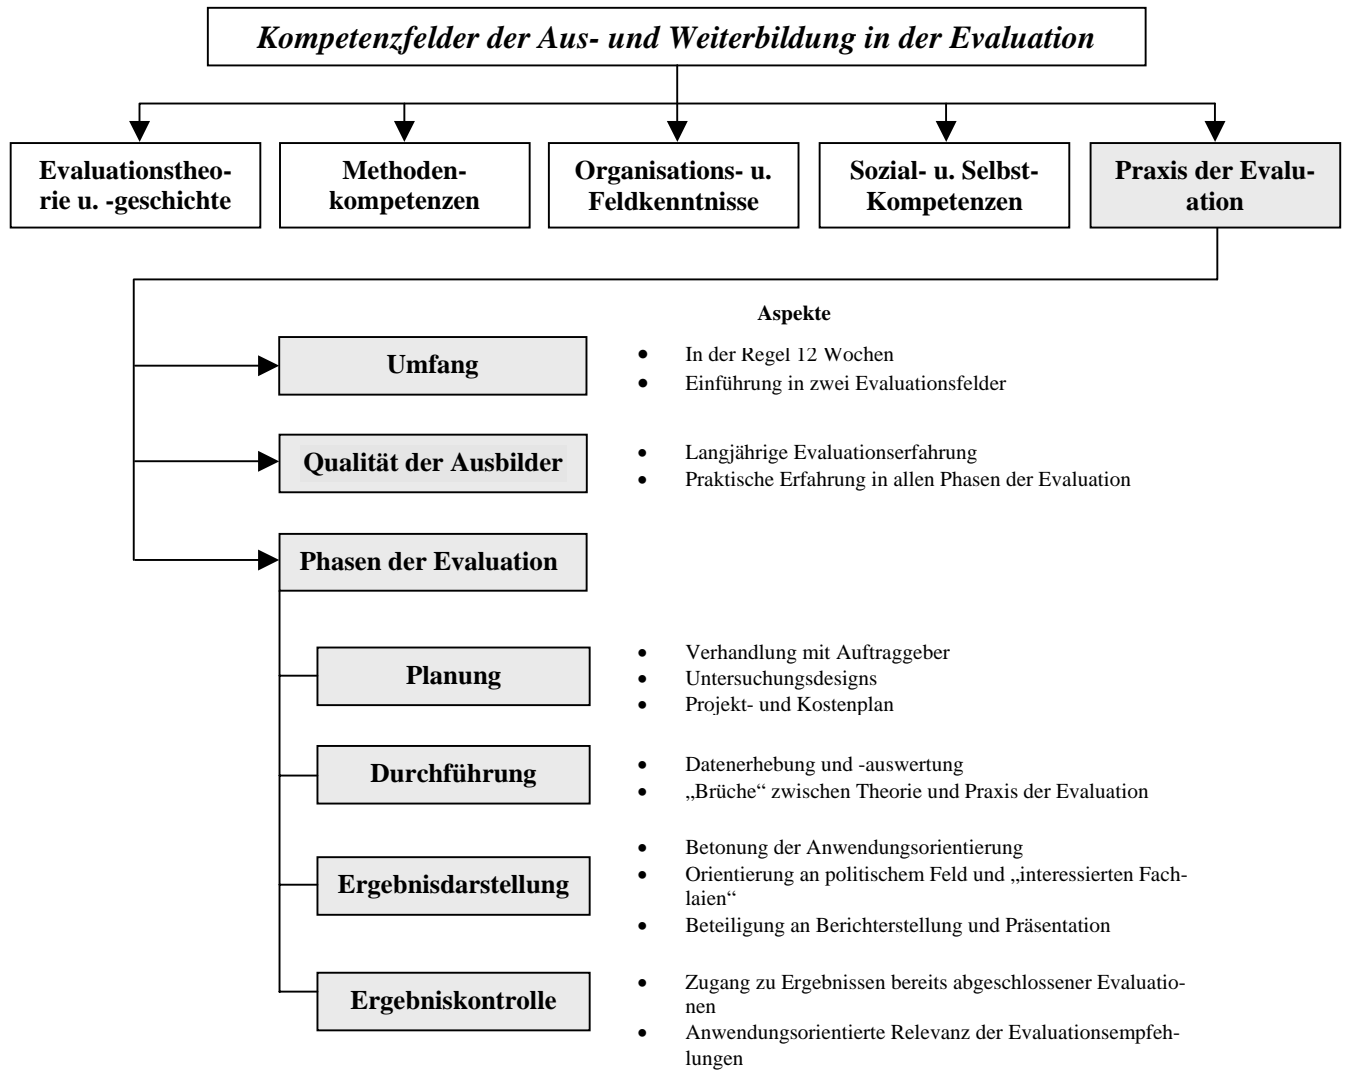 Kompetenzfelder der Aus- und Weiterbildung in der Evaluation
Evaluationstheo-
rie u. -geschichte
Methoden-
kompetenzen
Organisations- u.
Feldkenntnisse
Sozial- u. Selbst-
Kompetenzen
Praxis der Evalu-
ation
Aspekte
Umfang
• In der Regel 12 Wochen
• Einführung in zwei Evaluationsfelder
Qualität der Ausbilder
• Langjährige Evaluationserfahrung
• Praktische Erfahrung in allen Phasen der Evaluation
Phasen der Evaluation
Planung
• Verhandlung mit Auftraggeber
• Untersuchungsdesigns
• Projekt- und Kostenplan
Durchführung
• Datenerhebung und -auswertung
• „Brüche“ zwischen Theorie und Praxis der Evaluation
Ergebnisdarstellung
• Betonung der Anwendungsorientierung
• Orientierung an politischem Feld und „interessierten Fach-
laien“
• Beteiligung an Berichterstellung und Präsentation
Ergebniskontrolle
• Zugang zu Ergebnissen bereits abgeschlossener Evaluatio-
nen
• Anwendungsorientierte Relevanz der Evaluationsempfeh-
lungen